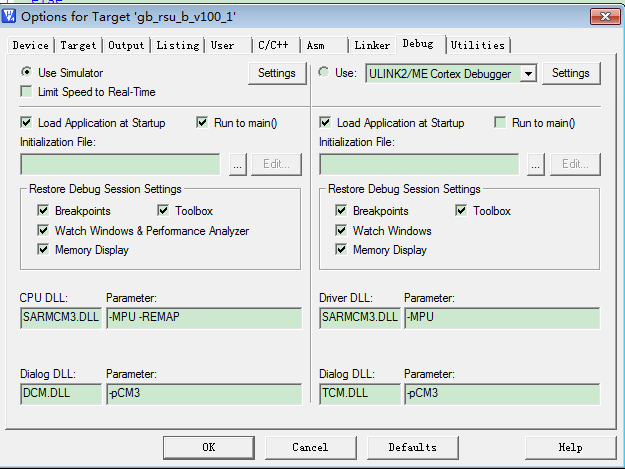 else
Options for Target 'gb_rsu_b_v100_1'
Device Target Output Listing User C/C++ Asm Linker Debug Utilities
Use Simulator Settings Use: ULINK2/ME Cortex Debugger Settings
Limit Speed to Real-Time
Load Application at Startup Run to main() Load Application at Startup Run to main()
Initialization File: Initialization File:
... Edit... ... Edit...
Restore Debug Session Settings Restore Debug Session Settings
Breakpoints Toolbox Breakpoints Toolbox
Watch Windows & Performance Analyzer Watch Windows
Memory Display Memory Display
CPU DLL: Parameter: Driver DLL: Parameter:
SARMCM3.DLL -MPU -REMAP SARMCM3.DLL -MPU
Dialog DLL: Parameter: Dialog DLL: Parameter:
DCM.DLL -pCM3 TCM.DLL -pCM3
OK Cancel Defaults Help